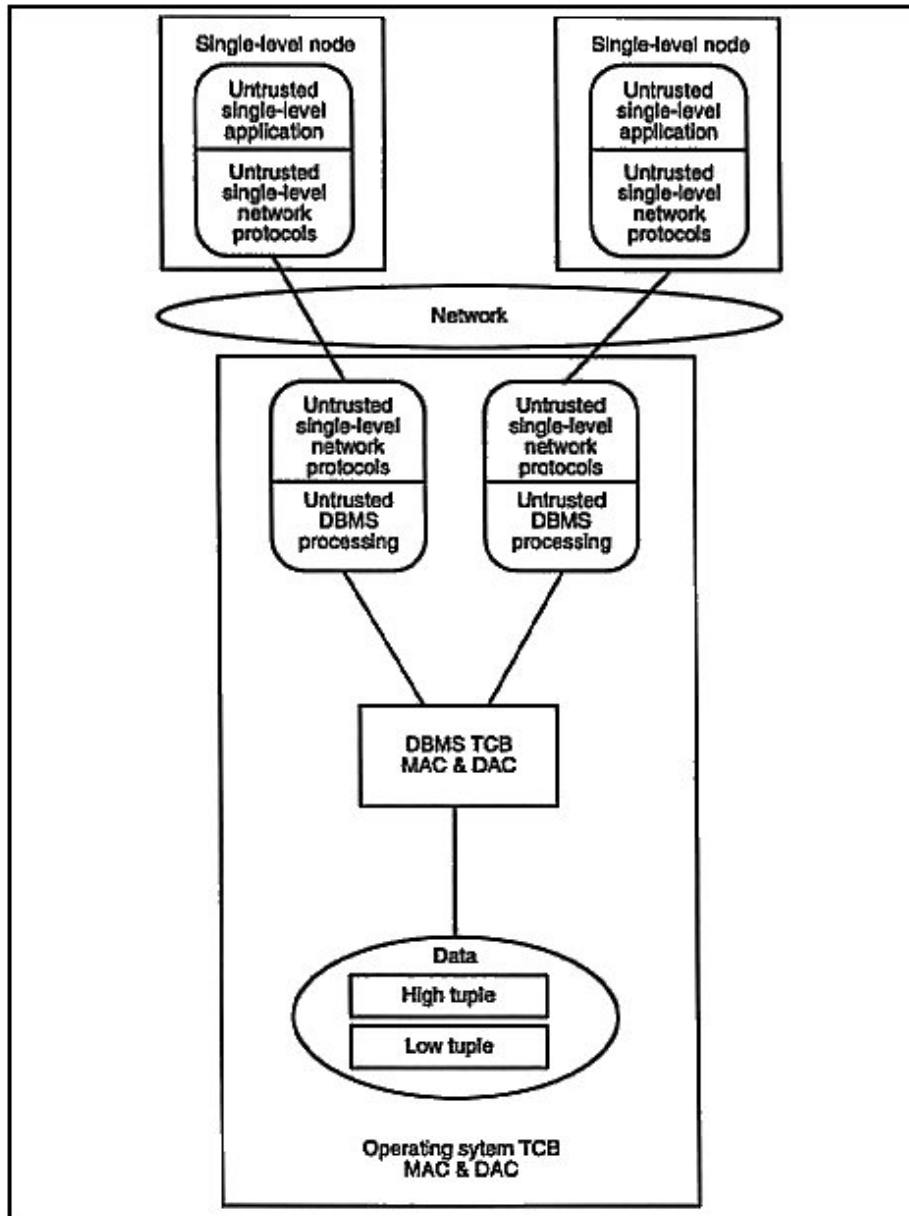 Single-level node
Untrusted
single-level
application
Untrusted
single-level
network
protocols
Single-level node
Untrusted
single-level
application
Untrusted
single-level
network
protocols
Network
Untrusted
single-level
network
protocols
Untrusted
DBMS
processing
Untrusted
single-level
network
protocols
Untrusted
DBMS
processing
DBMS TCB
MAC & DAC
Data
High tuple
Low tuple
Operating sytem TCB
MAC & DAC